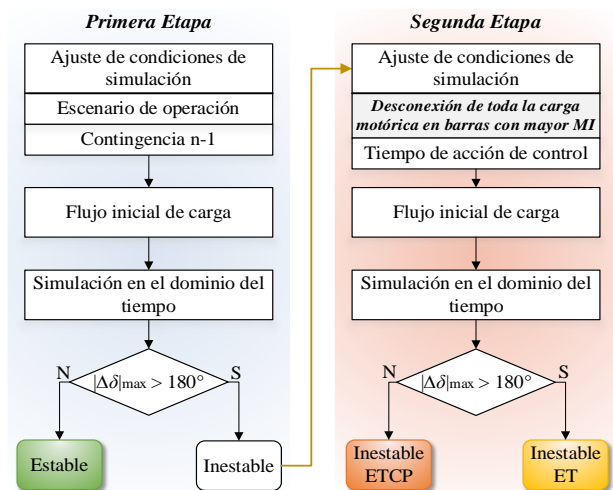 Primera Etapa
Ajuste de condiciones de
simulación
Escenario de operación
Contingencia n-1
Flujo inicial de carga
Simulación en el dominio del
tiempo
N
|Δδ|max > 180°
S
Estable
Inestable
Segunda Etapa
Ajuste de condiciones de
simulación
Desconexión de toda la carga
motórica en barras con mayor MI
Tiempo de acción de control
Flujo inicial de carga
Simulación en el dominio del
tiempo
N
|Δδ|max > 180°
S
Inestable
ETCP
Inestable
ET